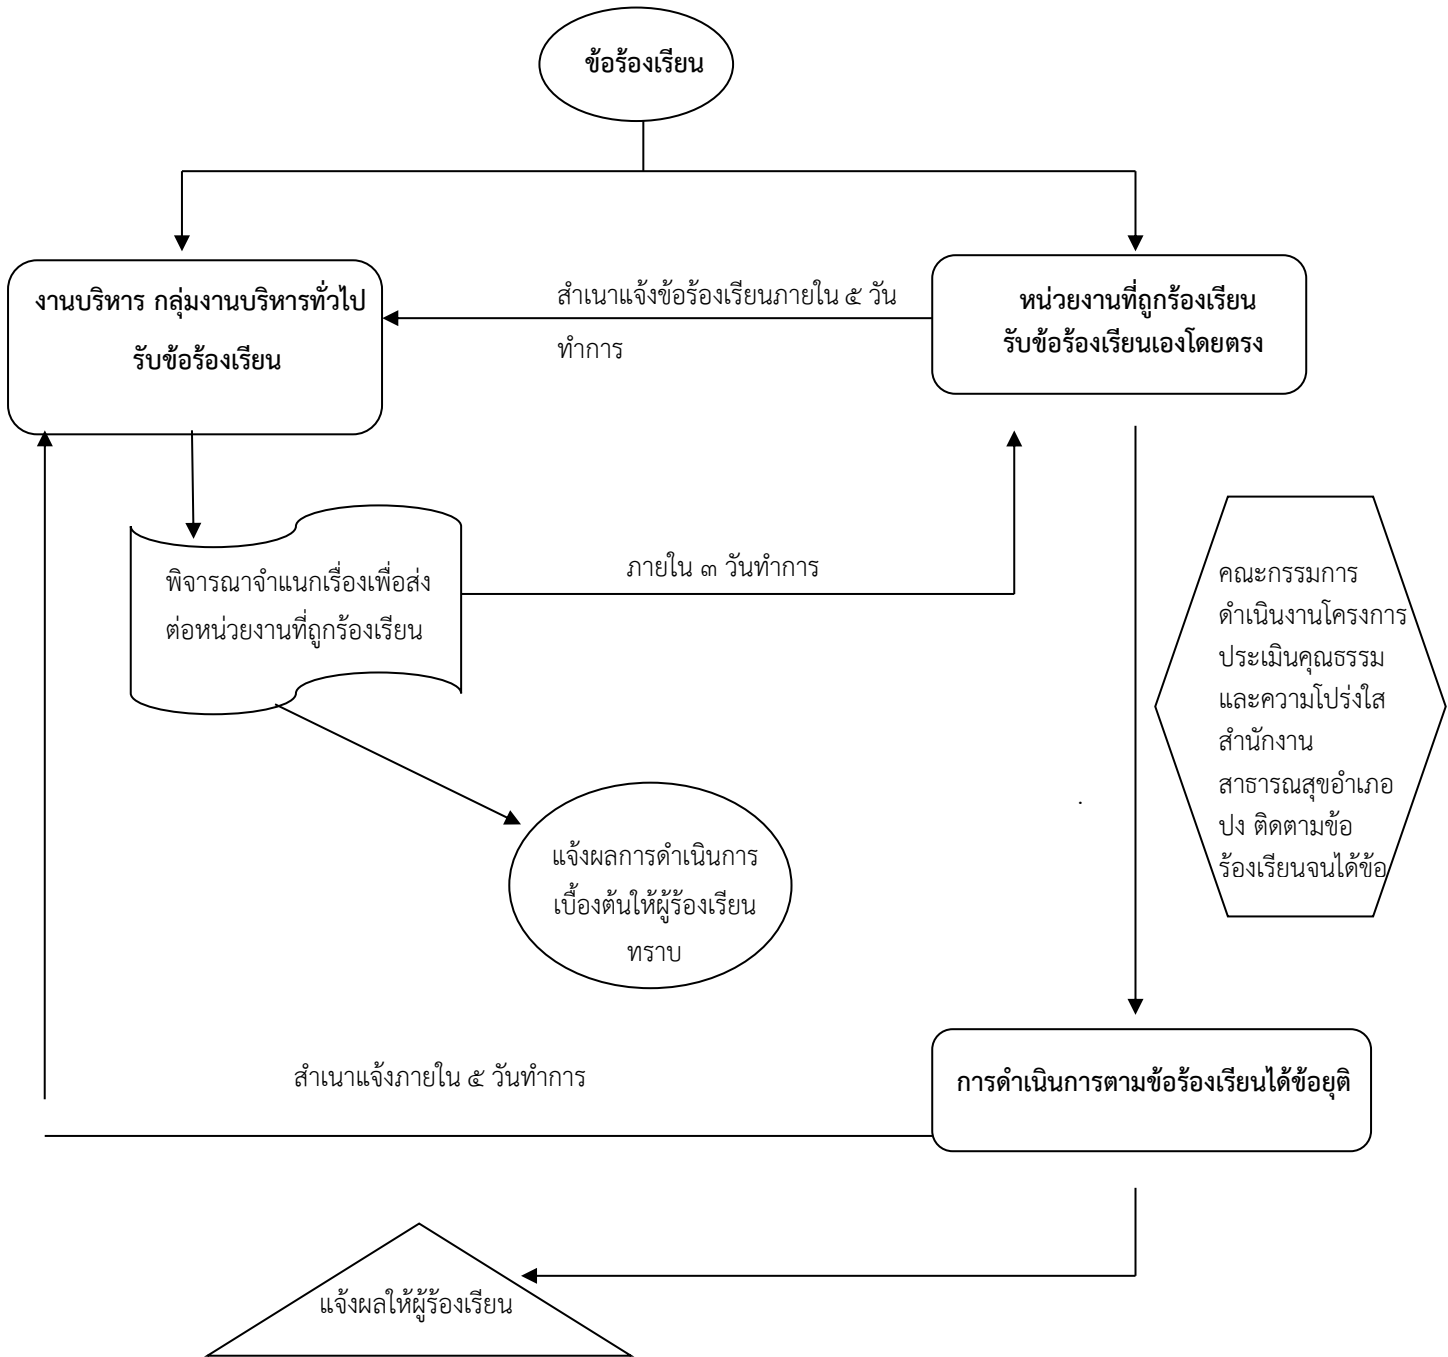 ข้อร้องเรียน
งานบริหาร กลุ่มงานบริหารทั่วไป
รับข้อร้องเรียน
สำเนาแจ้งข้อร้องเรียนภายใน ๕ วัน
ทำการ
หน่วยงานที่ถูกร้องเรียน
รับข้อร้องเรียนเองโดยตรง
พิจารณาจำแนกเรื่องเพื่อส่ง
ต่อหน่วยงานที่ถูกร้องเรียน
ภายใน ๓ วันทำการ
คณะกรรมการ
ดำเนินงานโครงการ
ประเมินคุณธรรม
และความโปร่งใส
สำนักงาน
สาธารณสุขอำเภอ
ปง ติดตามข้อ
ร้องเรียนจนได้ข้อ
แจ้งผลการดำเนินการ
เบื้องต้นให้ผู้ร้องเรียน
ทราบ
สำเนาแจ้งภายใน ๕ วันทำการ
การดำเนินการตามข้อร้องเรียนได้ข้อยุติ
แจ้งผลให้ผู้ร้องเรียน